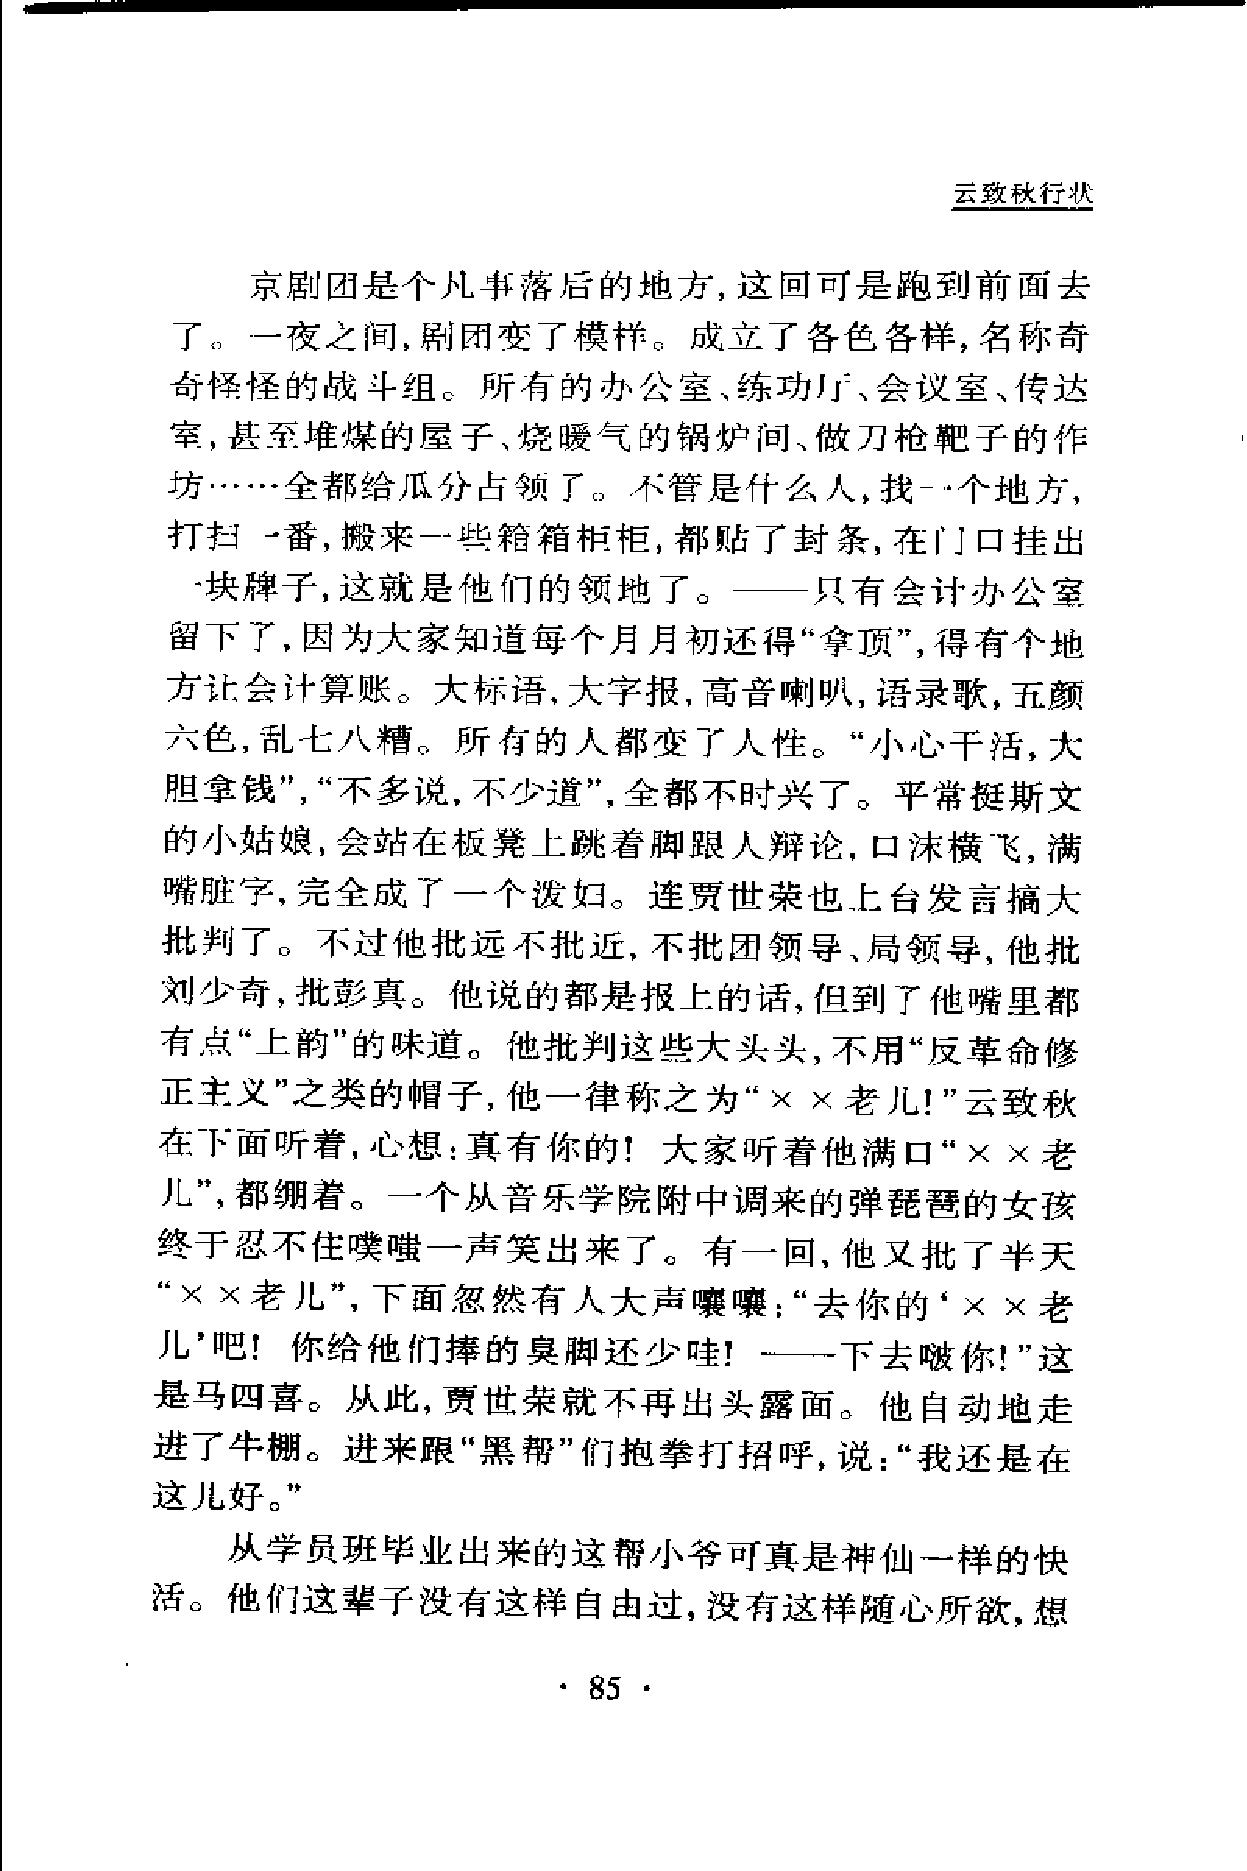 云致秋行状
京剧团是个凡事落后的地方,这回可是跑到前面去
了。一夜之间,剧团变了模样。成立了各色各样,名称奇
奇怪怪的战斗组。所有的办公室、练功厅、会议室、传达
室,甚至堆煤的屋子、烧暖气的锅炉间、做刀枪靶子的作
坊……全都给瓜分占领了。不管是什么人,找一个地方,
打扫一番,搬来一些箱箱柜柜,都贴了封条,在门口挂出
一块牌子,这就是他们的领地了。——只有会计办公室
留下了,因为大家知道每个月月初还得“拿顶”,得有个地
方让会计算账。大标语,大字报,高音喇叭,语录歌,五颜
六色,乱七八糟。所有的人都变了人性。“小心干活,大
胆拿钱”,“不多说,不少道”,全都不时兴了。平常挺斯文
的小姑娘,会站在板凳上跳着脚跟人辩论,口沫横飞,满
嘴脏字,完全成了一个泼妇。连贾世荣也上台发言搞大
批判了。不过他批远不批近,不批团领导、局领导,他批
刘少奇,批彭真。他说的都是报上的话,但到了他嘴里都
有点“上韵”的味道。他批判这些大头头,不用“反革命修
正主义”之类的帽子,他一律称之为“××老儿!”云致秋
在下面听着,心想:真有你的!大家听着他满口“××老
儿”,都绷着。一个从音乐学院附中调来的弹琵琶的女孩
终于忍不住噗嗤一声笑出来了。有一回,他又批了半天
“××老儿”,下面忽然有人大声嚷嚷:“去你的‘××老
儿’吧!你给他们捧的臭脚还少哇!——下去啵你!”这
是马四喜。从此,贾世荣就不再出头露面。他自动地走
进了牛棚。进来跟“黑帮”们抱拳打招呼,说:“我还是在
这儿好。”
从学员班毕业出来的这帮小爷可真是神仙一样的快
活。他们这辈子没有这样自由过,没有这样随心所欲,想
· 85 ·